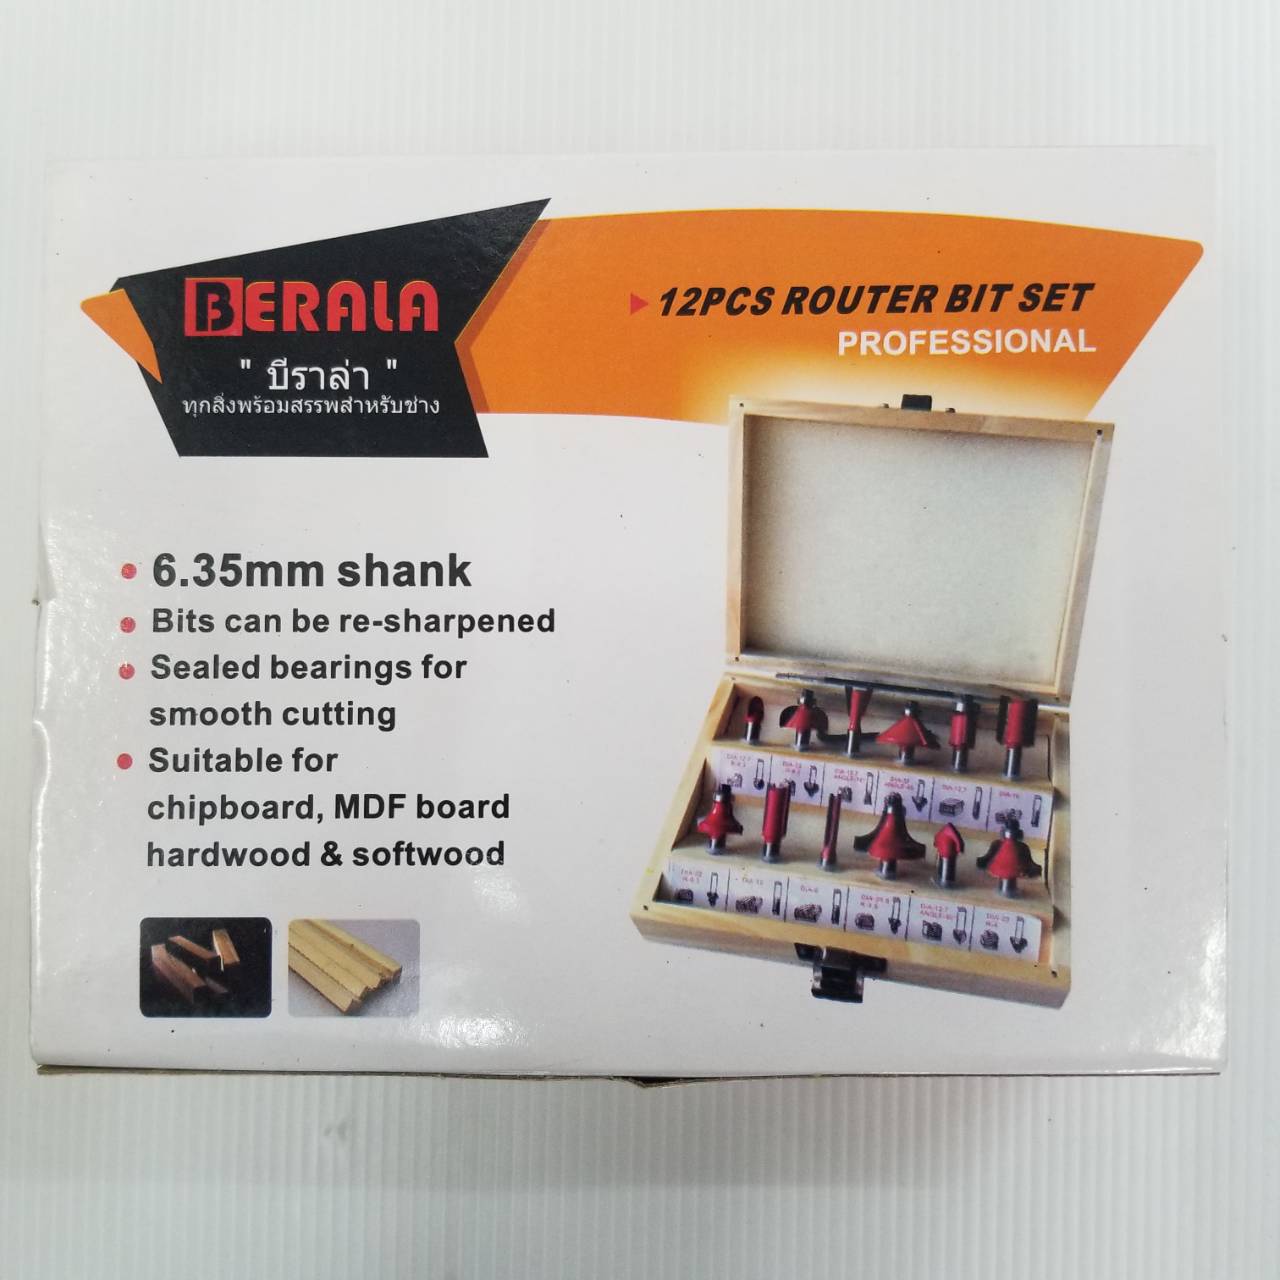 BERALA
" บีราล่า "
ทุกสิ่งพร้อมสรรพสำหรับช่าง
12PCS ROUTER BIT SET
PROFESSIONAL
6.35mm shank
Bits can be re-sharpened
Sealed bearings for
smooth cutting
Suitable for
chipboard, MDF board
hardwood & softwood